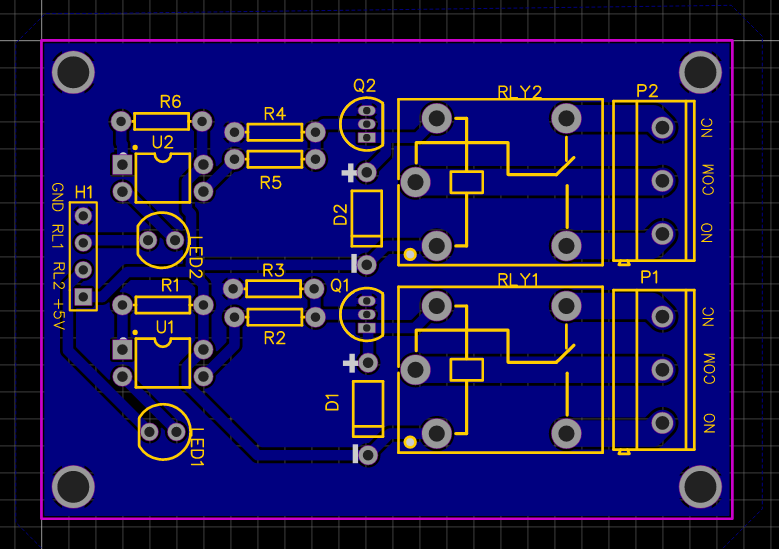 Q2
RLY2
P2
R6
R4
NC
U2
R5
COM
H1
GND RL1 RL2 +5V
D2
NO
LED2
R3
RLY1
P1
R1
Q1
NC
U1
R2
COM
D1
NO
LED1